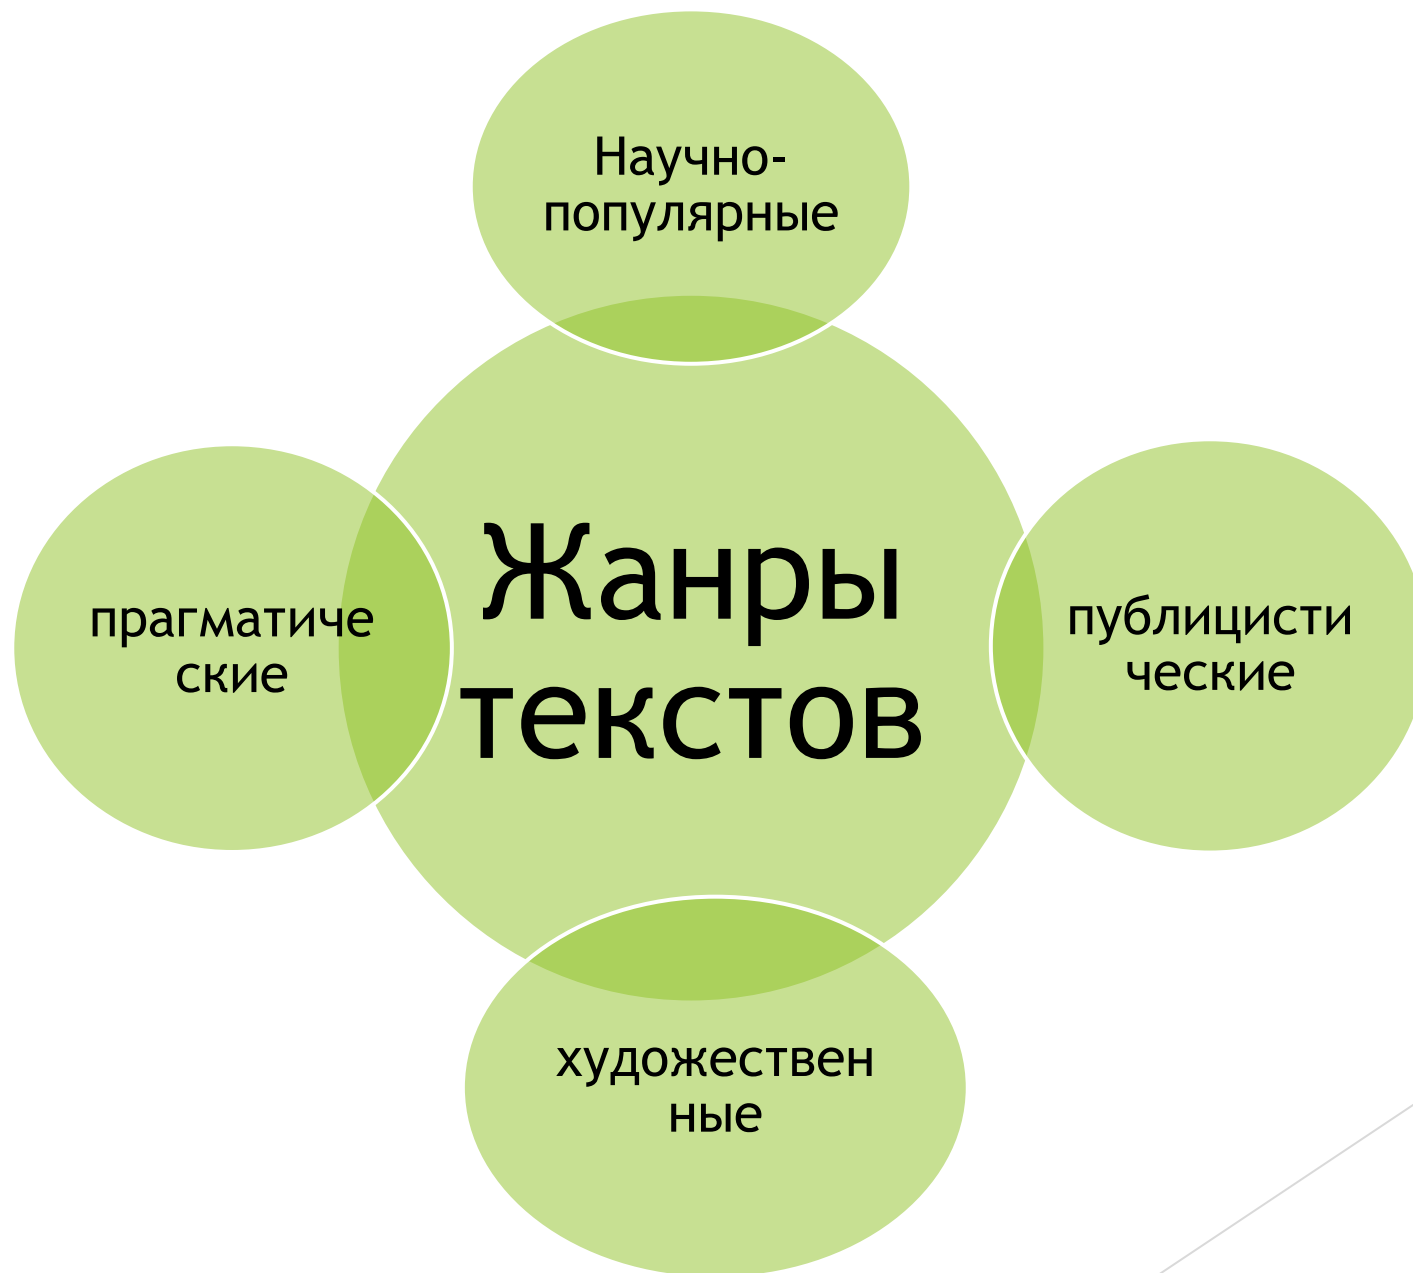 Научно-
популярные
Жанры
текстов
прагматиче
ские
публицисти
ческие
художествен
ные